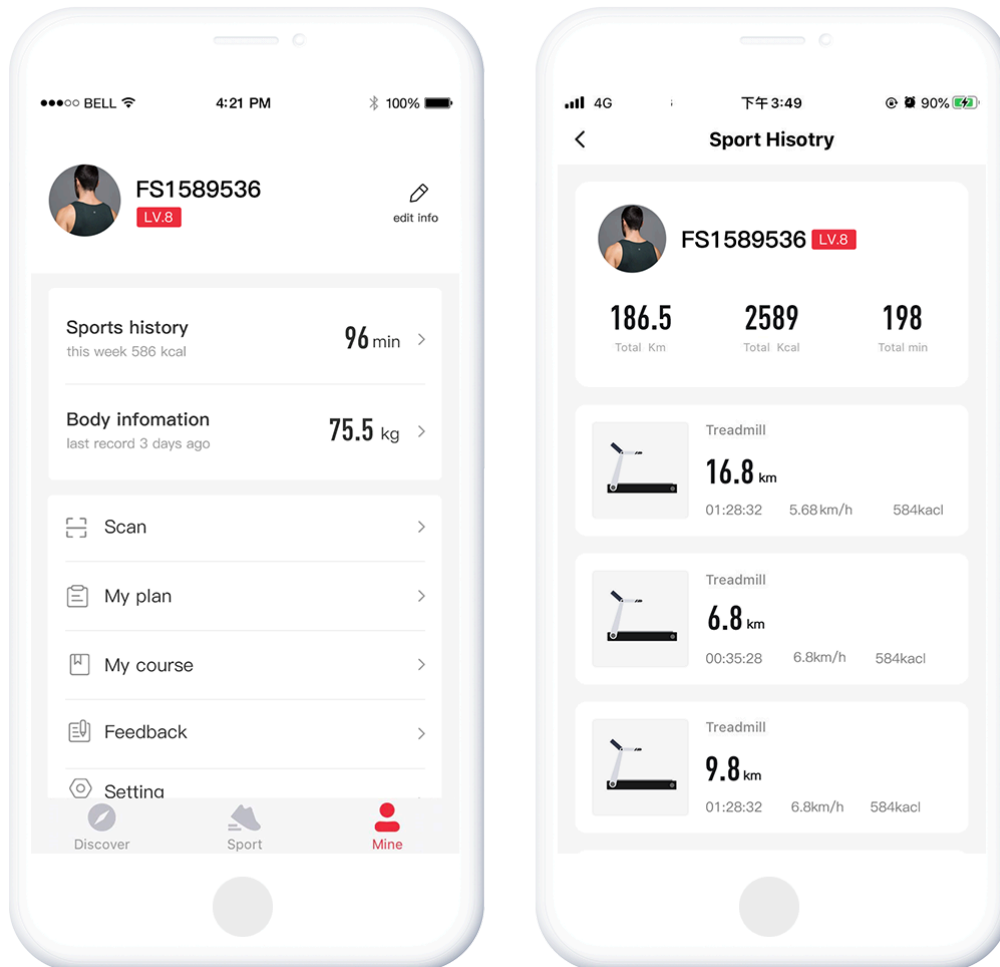 BELL 4:21 PM 100%
FS1589536
LV.8
edit info
Sports history
this week 586 kcal
96 min
Body infomation
last record 3 days ago
75.5 kg
Scan
My plan
My course
Feedback
Setting
Discover Sport Mine
4G 下午3:49 90%
Sport Hisotry
FS1589536 LV.8
186.5 2589 198
Total Km Total Kcal Total min
Treadmill
16.8 km
01:28:32 5.68km/h 584kacl
Treadmill
6.8 km
00:35:28 6.8km/h 584kacl
Treadmill
9.8 km
01:28:32 6.8km/h 584kacl